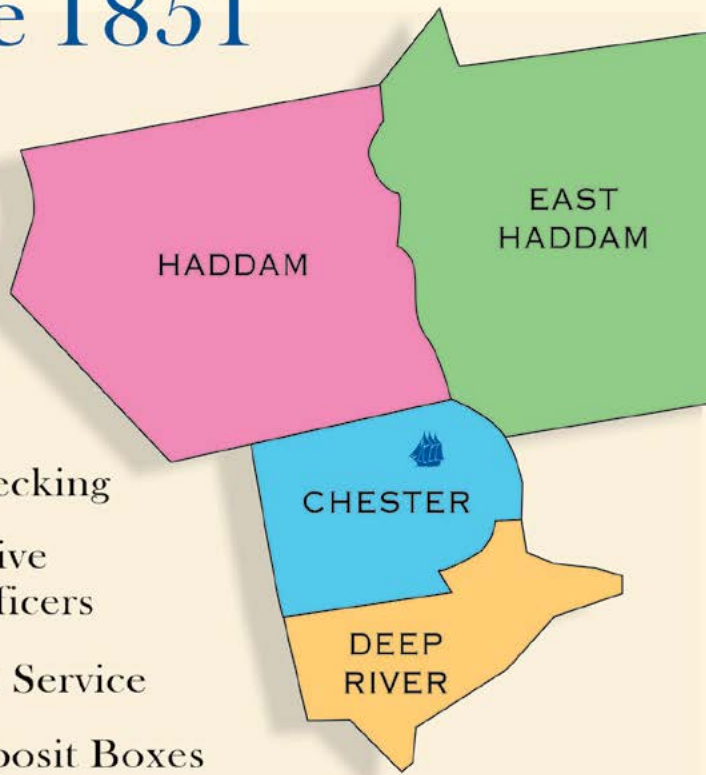 e 1851
EAST
HADDAM
HADDAM
CHESTER
ecking
ive
ficers
DEEP
RIVER
Service
posit Boxes